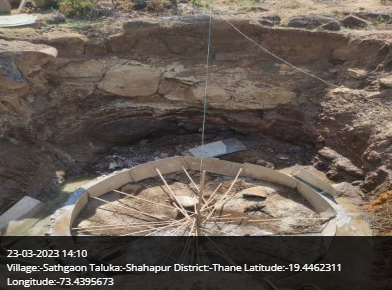 23-03-2023 14:10
Village:-Sathgaon Taluka:-Shahapur District:-Thane Latitude:-19.4462311
Longitude:-73.4395673